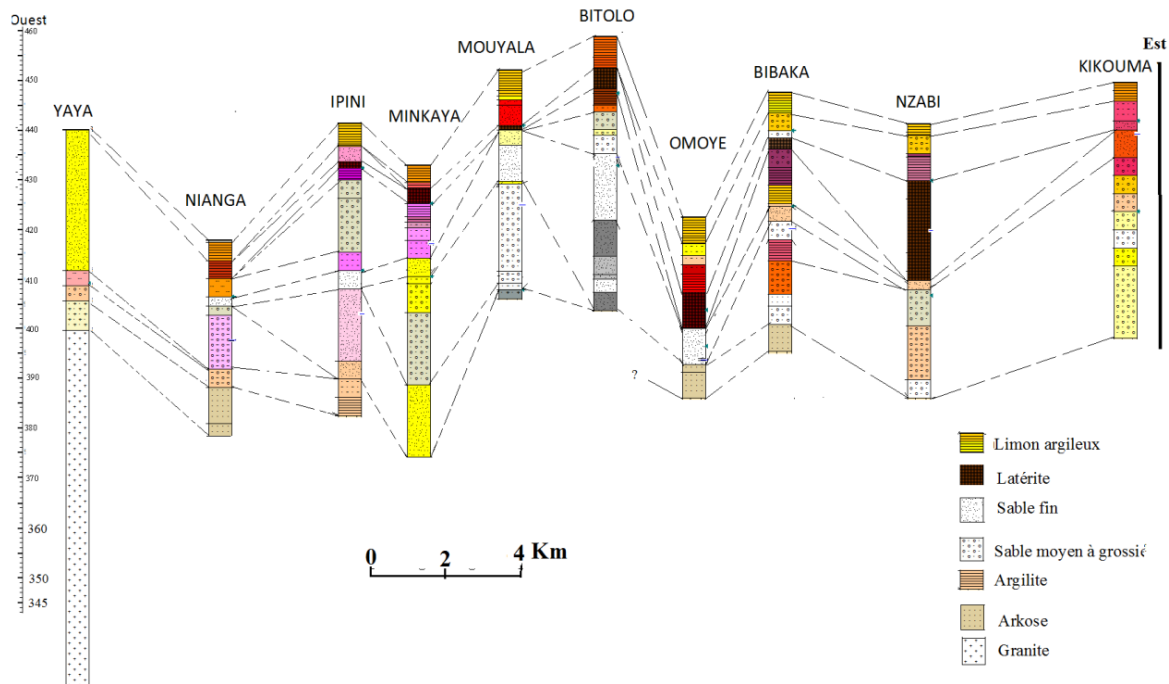 Ouest
460
450
440
430
420
410
400
390
380
370
360
350
345
YAYA
NIANGA
IPINI
MINKAYA
MOUYALA
BITOLO
OMOYE
BIBAKA
NZABI
KIKOUMA
Est
?
0 2 4 Km
Limon argileux
Latérite
Sable fin
Sable moyen à grossié
Argilite
Arkose
Granite